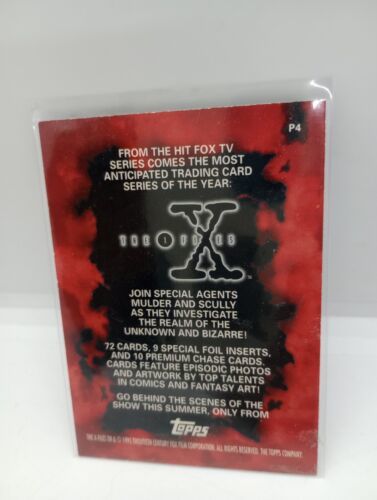 P4
FROM THE HIT FOX TV
SERIES COMES THE MOST
ANTICIPATED TRADING CARD
SERIES OF THE YEAR:
THE X FILES
JOIN SPECIAL AGENTS
MULDER AND SCULLY
AS THEY INVESTIGATE
THE REALM OF THE
UNKNOWN AND BIZARRE!
72 CARDS, 9 SPECIAL FOIL INSERTS,
AND 10 PREMIUM CHASE CARDS.
CARDS FEATURE EPISODIC PHOTOS
AND ARTWORK BY TOP TALENTS
IN COMICS AND FANTASY ART!
GO BEHIND THE SCENES OF THE
SHOW THIS SUMMER, ONLY FROM
Topps
THE X-FILES TM & © 1995 TWENTIETH CENTURY FOX FILM CORPORATION. ALL RIGHTS RESERVED. THE TOPPS COMPANY,